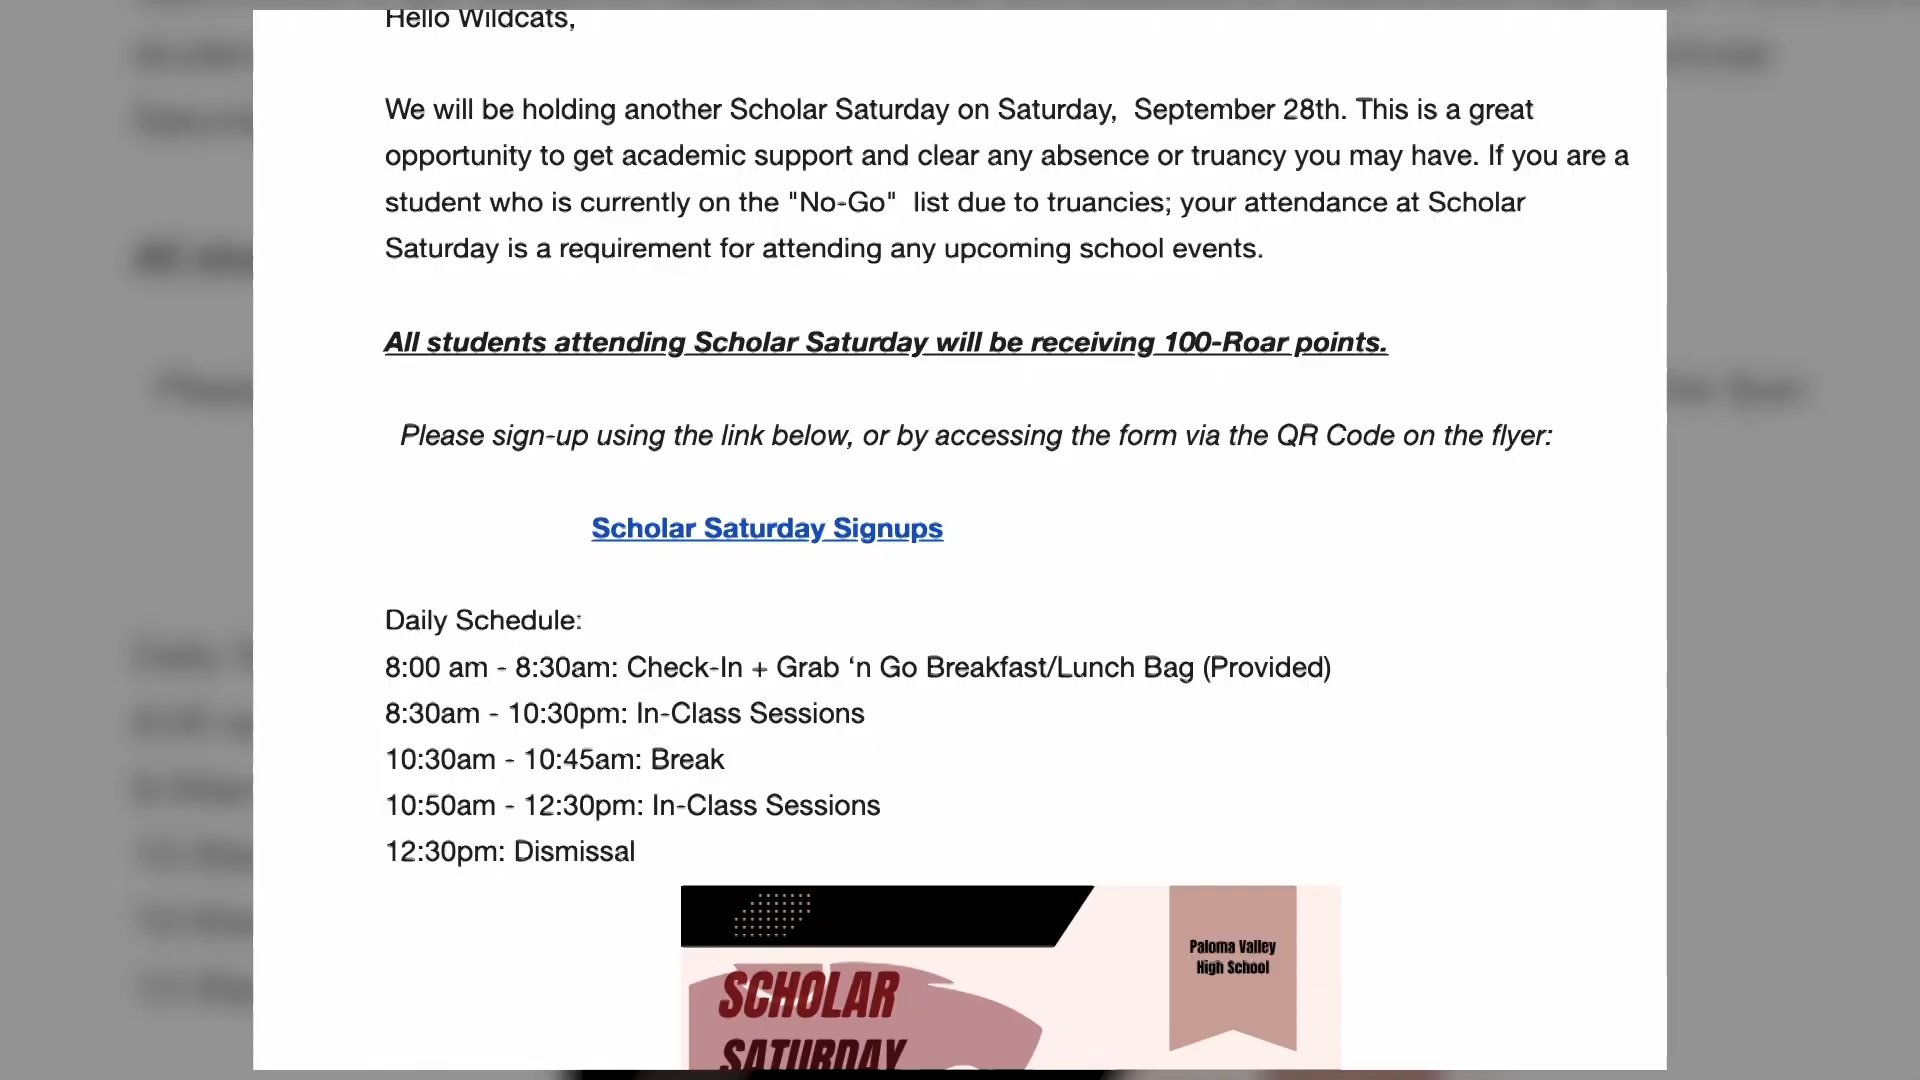 Hello Wildcats,
We will be holding another Scholar Saturday on Saturday,  September 28th. This is a great
opportunity to get academic support and clear any absence or truancy you may have. If you are a
student who is currently on the "No-Go"  list due to truancies; your attendance at Scholar
Saturday is a requirement for attending any upcoming school events.
All students attending Scholar Saturday will be receiving 100-Roar points.
Please sign-up using the link below, or by accessing the form via the QR Code on the flyer:
Scholar Saturday Signups
Daily Schedule:
8:00 am - 8:30am: Check-In + Grab ‘n Go Breakfast/Lunch Bag (Provided)
8:30am - 10:30pm: In-Class Sessions
10:30am - 10:45am: Break
10:50am - 12:30pm: In-Class Sessions
12:30pm: Dismissal
Paloma Valley
High School
SCHOLAR
SATURDAY